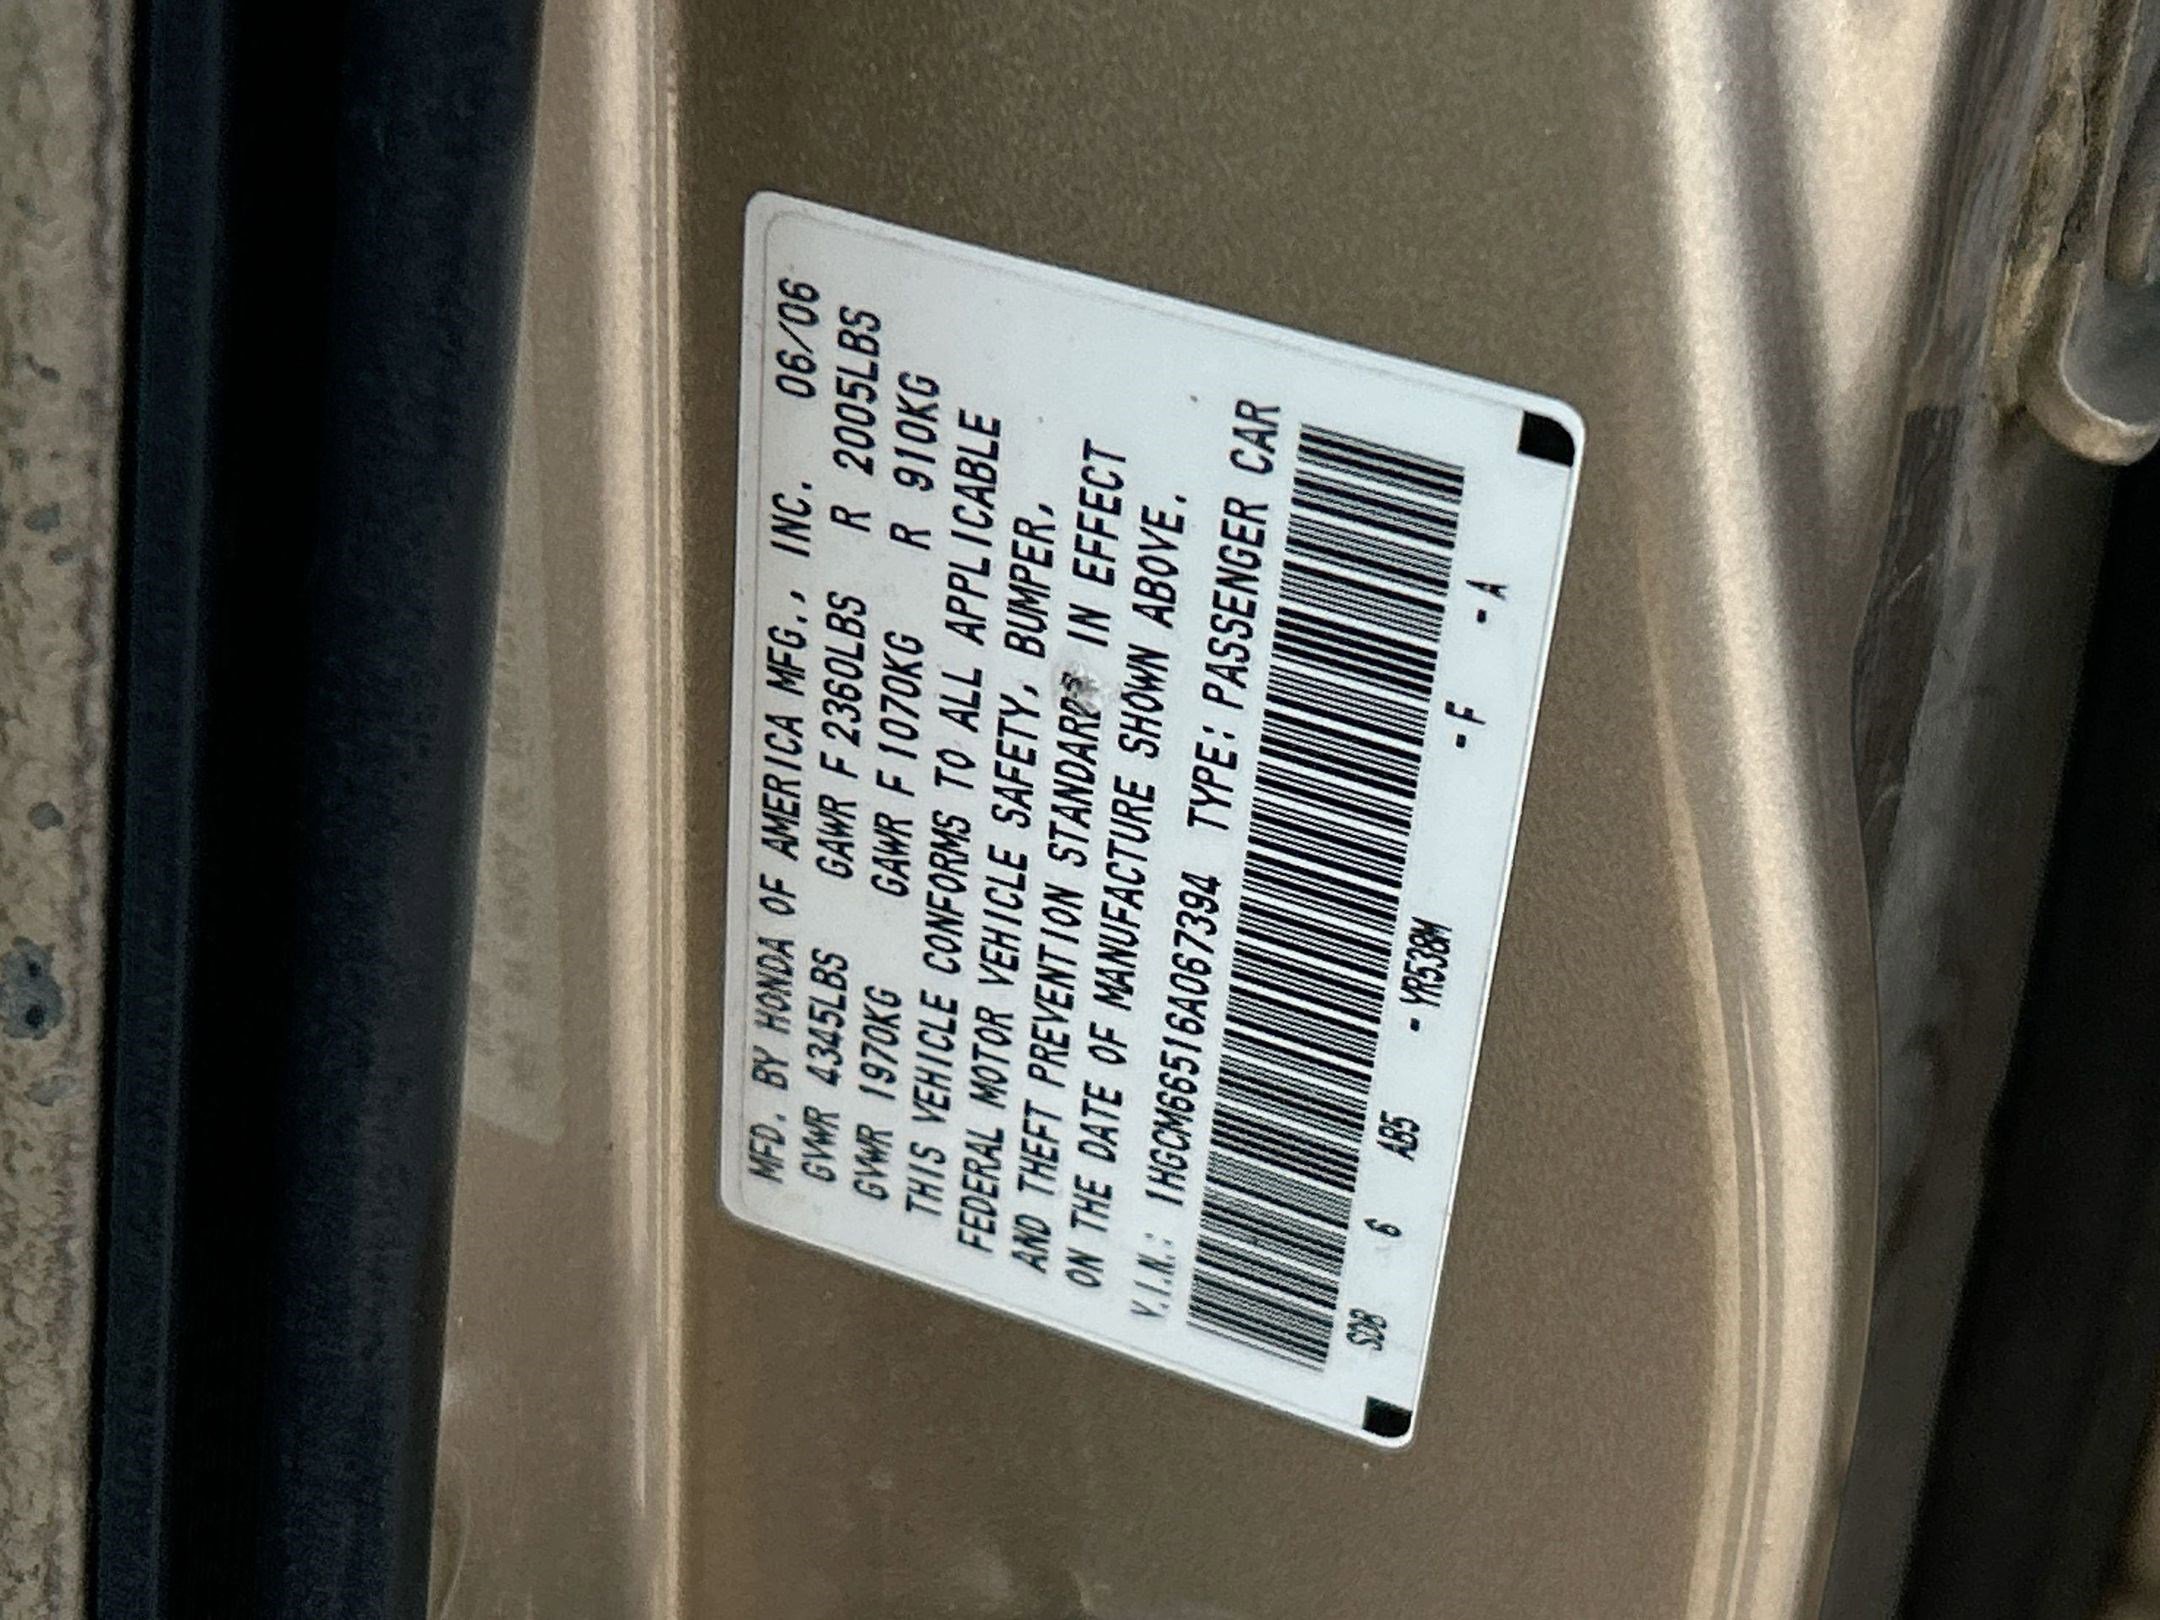 MFD. BY HONDA OF AMERICA MFG., INC. 06/06
GVWR 4345LBS GAWR F 2360LBS R 2005LBS
GVWR 1970KG GAWR F 1070KG R 910KG
THIS VEHICLE CONFORMS TO ALL APPLICABLE
FEDERAL MOTOR VEHICLE SAFETY, BUMPER,
AND THEFT PREVENTION STANDARDS IN EFFECT
ON THE DATE OF MANUFACTURE SHOWN ABOVE.
V.I.N.: 1HGCM66516A067394 TYPE: PASSENGER CAR
SDB 6 AB5 - YR538M - F - A